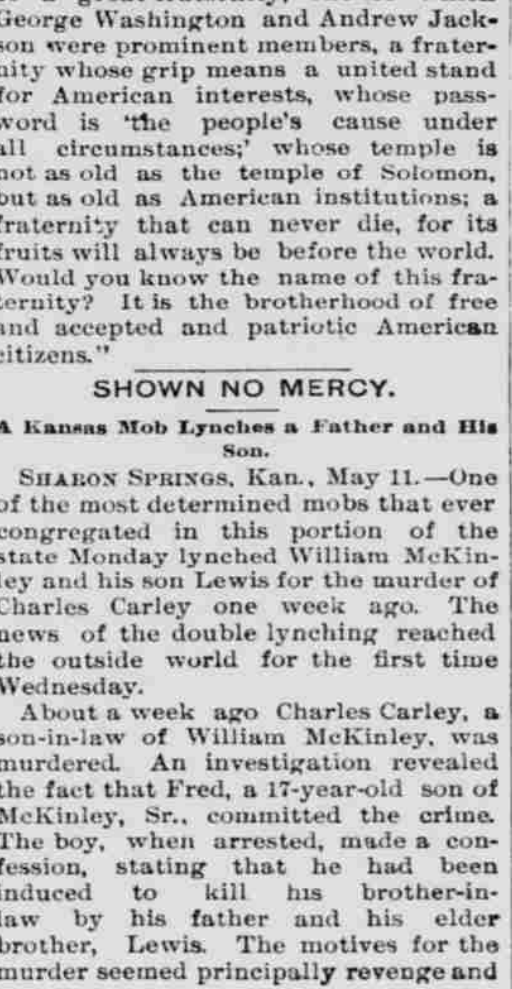 George Washington and Andrew Jack-
son were prominent members, a frater-
nity whose grip means a united stand
for American interests, whose pass-
word is 'the people's cause under
all circumstances;' whose temple is
not as old as the temple of Solomon,
but as old as American institutions; a
fraternity that can never die, for its
fruits will always be before the world.
Would you know the name of this fra-
ternity? It is the brotherhood of free
and accepted and patriotic American
citizens."
SHOWN NO MERCY.
A Kansas Mob Lynches a Father and His
Son.
SHARON SPRINGS, Kan., May 11.—One
of the most determined mobs that ever
congregated in this portion of the
state Monday lynched William McKin-
ley and his son Lewis for the murder of
Charles Carley one week ago. The
news of the double lynching reached
the outside world for the first time
Wednesday.
About a week ago Charles Carley, a
son-in-law of William McKinley, was
murdered. An investigation revealed
the fact that Fred, a 17-year-old son of
McKinley, Sr., committed the crime.
The boy, when arrested, made a con-
fession, stating that he had been
induced to kill his brother-in-
law by his father and his elder
brother, Lewis. The motives for the
murder seemed principally revenge and